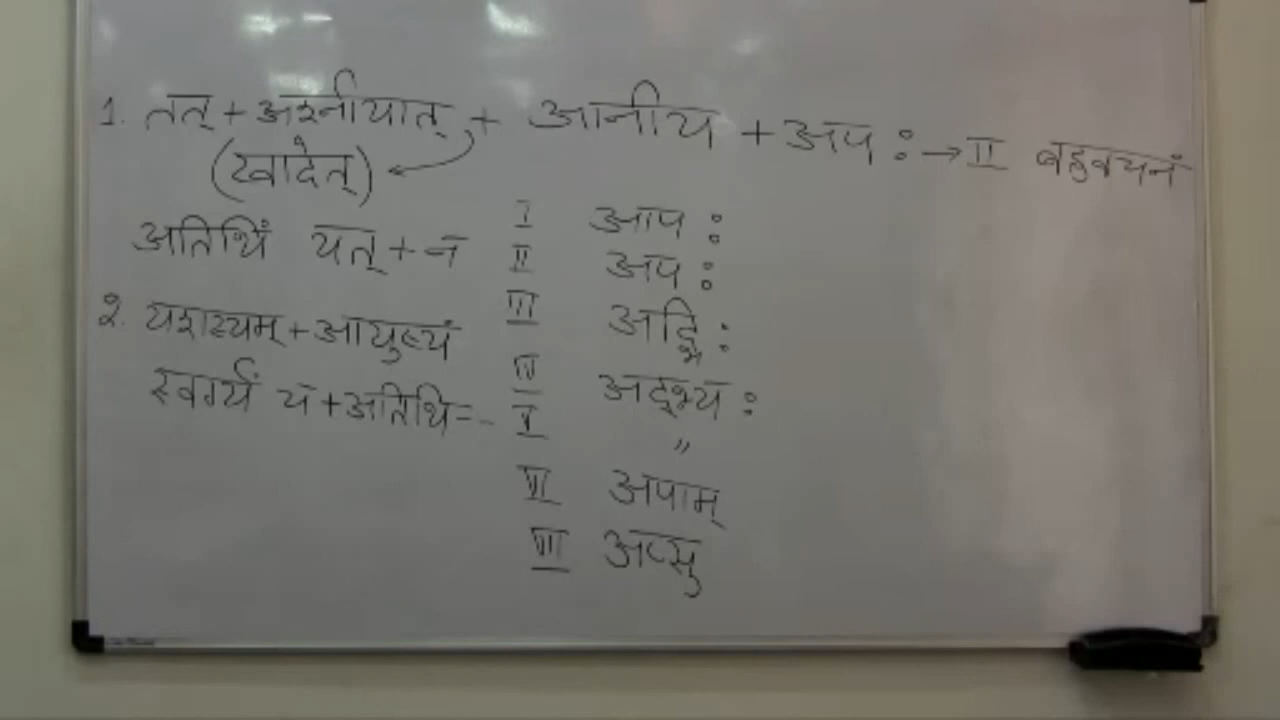 1. तत् + अश्नीयात् + आनीय + अपः → II बहुवचनं
(खादेत्)
अतिथिं यत् + न
२. यशस्यम् + आयुष्यं
स्वर्ग्यं च + अतिथि = -
I आपः
II अपः
III अद्भिः
IV अद्भ्यः
V "
VI अपाम्
VII अप्सु